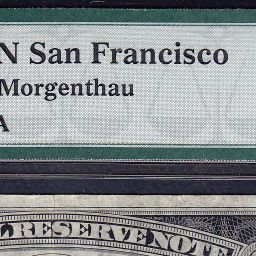 N San Francisco
Morgenthau
A
L RESERVE NOTE